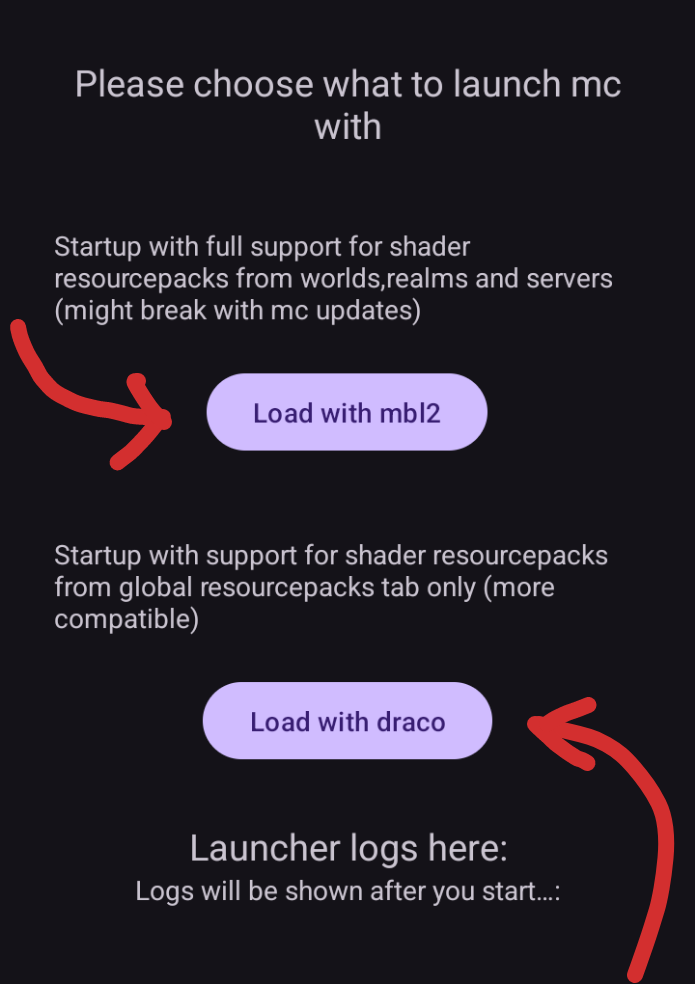 Please choose what to launch mc
with
Startup with full support for shader
resourcepacks from worlds,realms and servers
(might break with mc updates)
Load with mbl2
Startup with support for shader resourcepacks
from global resourcepacks tab only (more
compatible)
Load with draco
Launcher logs here:
Logs will be shown after you start...: